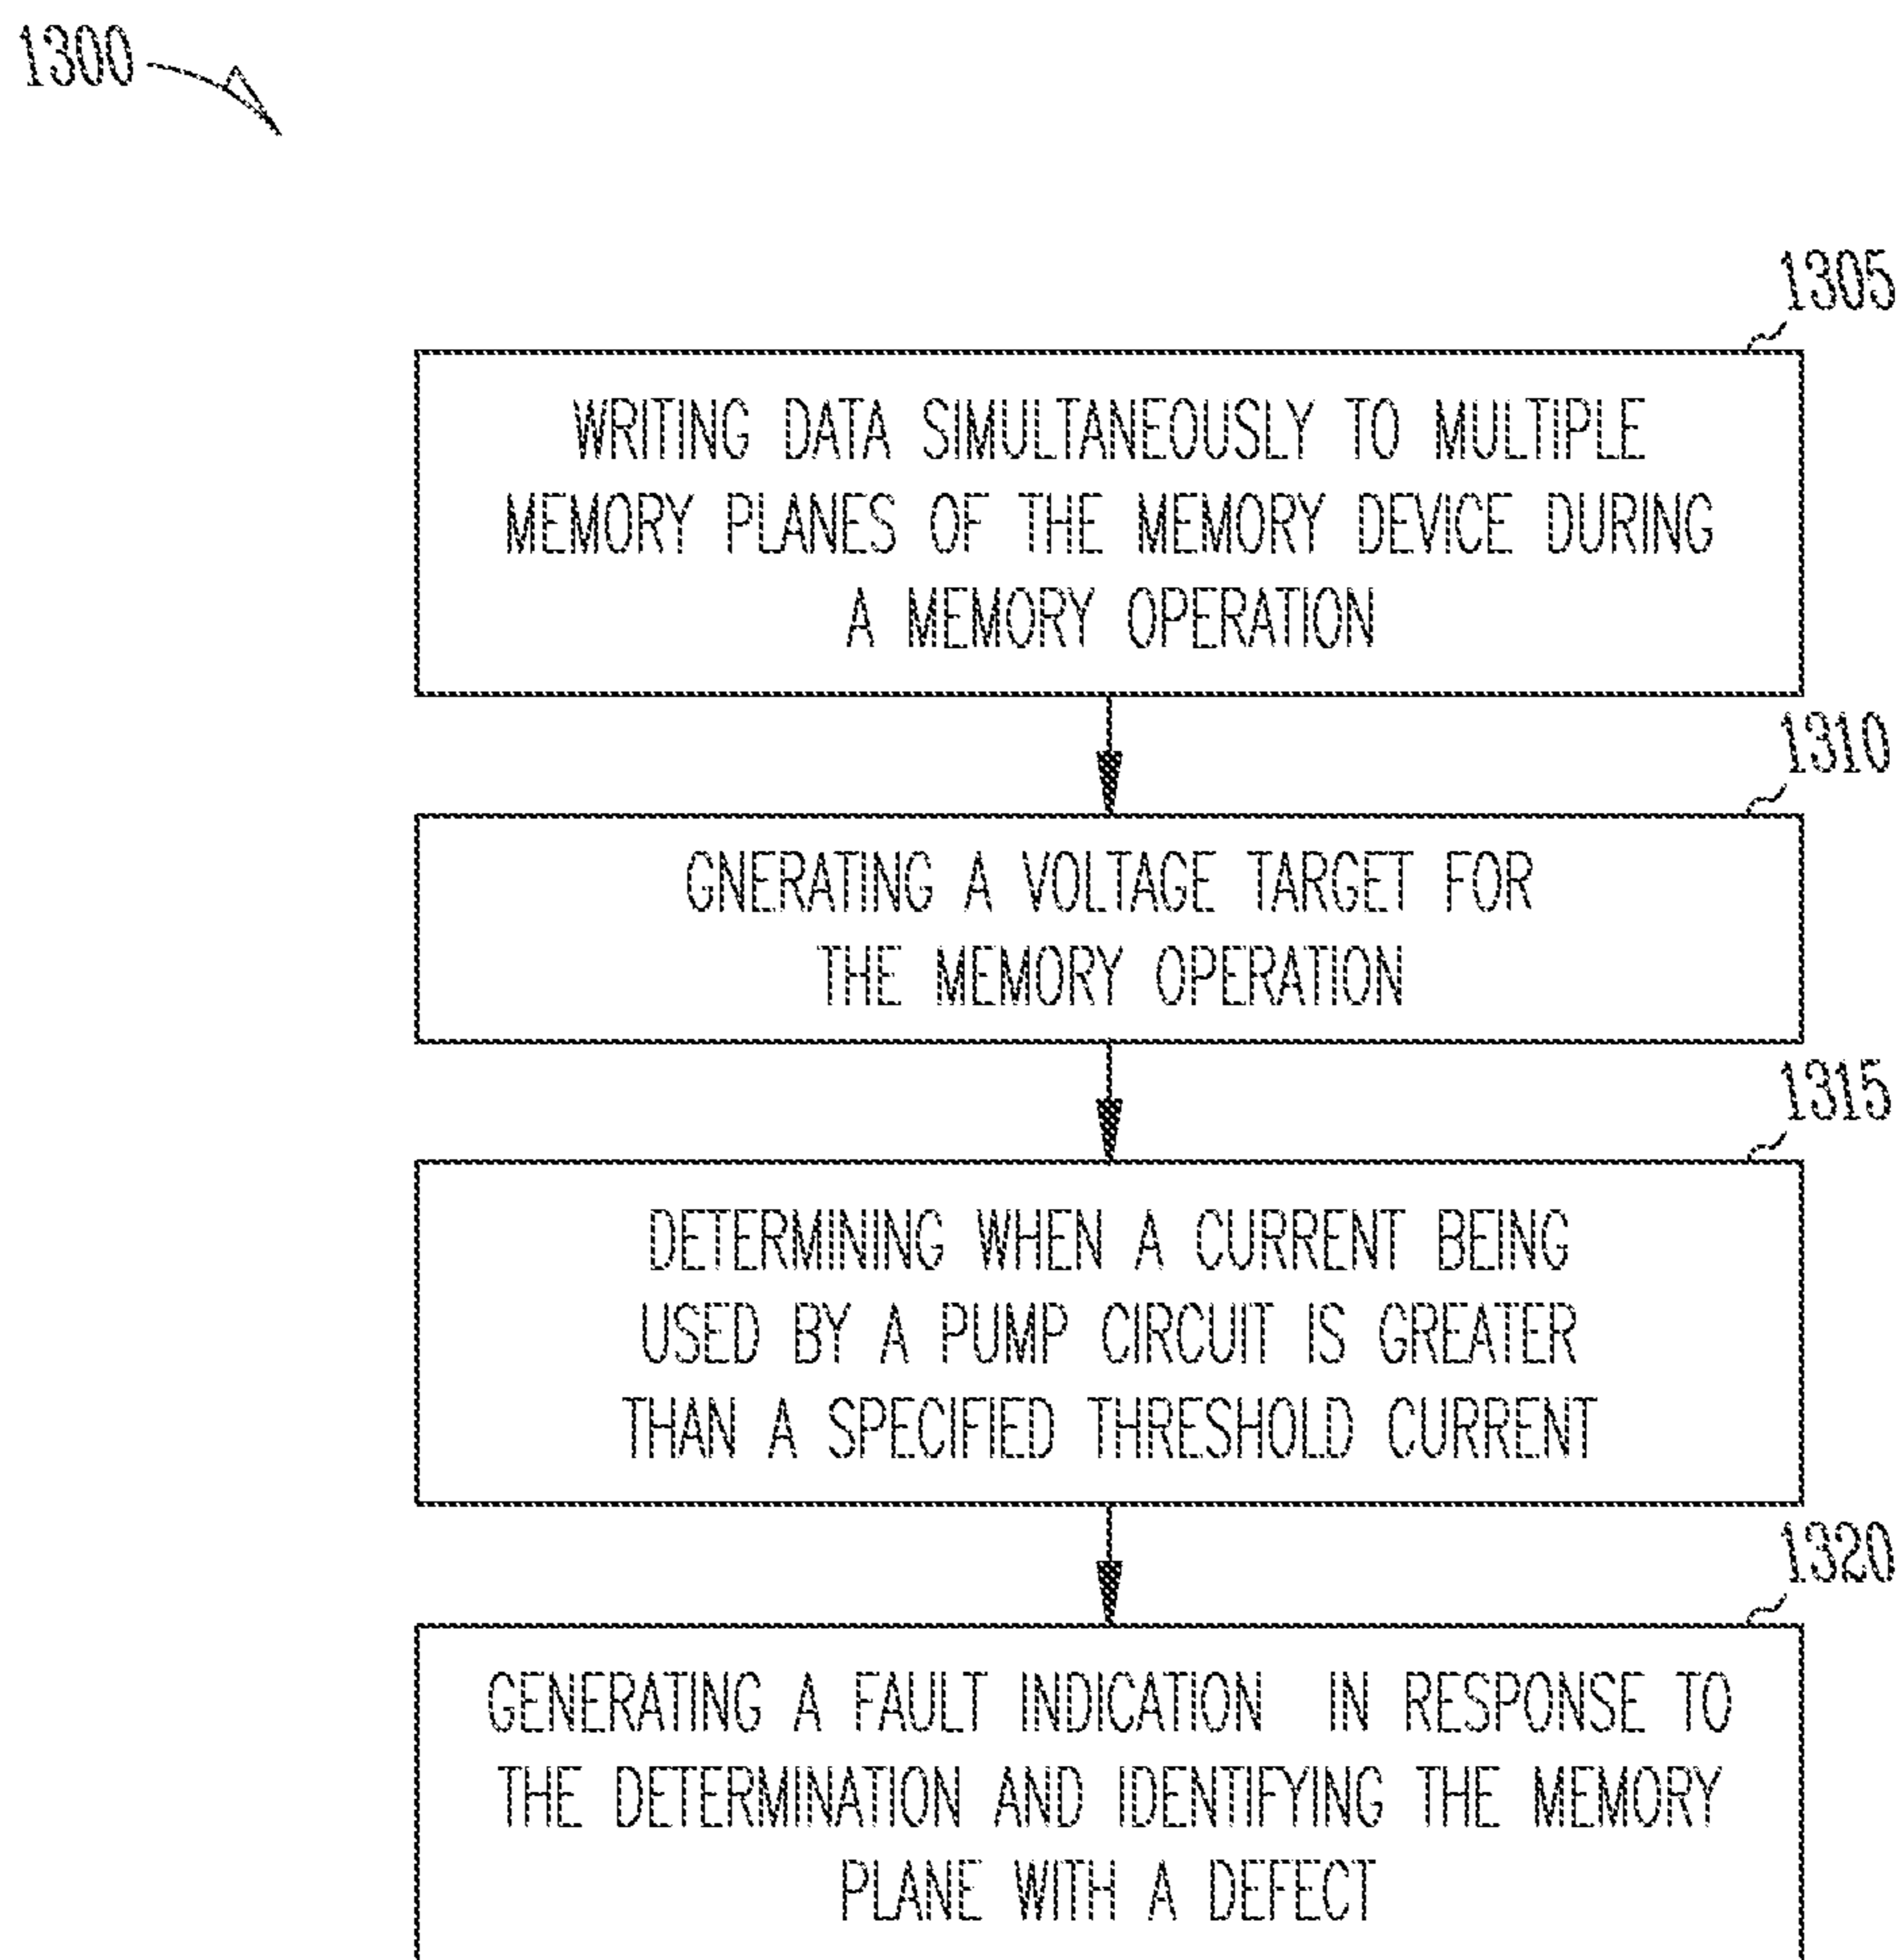 1300
1305
WRITING DATA SIMULTANEOUSLY TO MULTIPLE
MEMORY PLANES OF THE MEMORY DEVICE DURING
A MEMORY OPERATION
1310
GNERATING A VOLTAGE TARGET FOR
THE MEMORY OPERATION
1315
DETERMINING WHEN A CURRENT BEING
USED BY A PUMP CIRCUIT IS GREATER
THAN A SPECIFIED THRESHOLD CURRENT
1320
GENERATING A FAULT INDICATION IN RESPONSE TO
THE DETERMINATION AND IDENTIFYING THE MEMORY
PLANE WITH A DEFECT